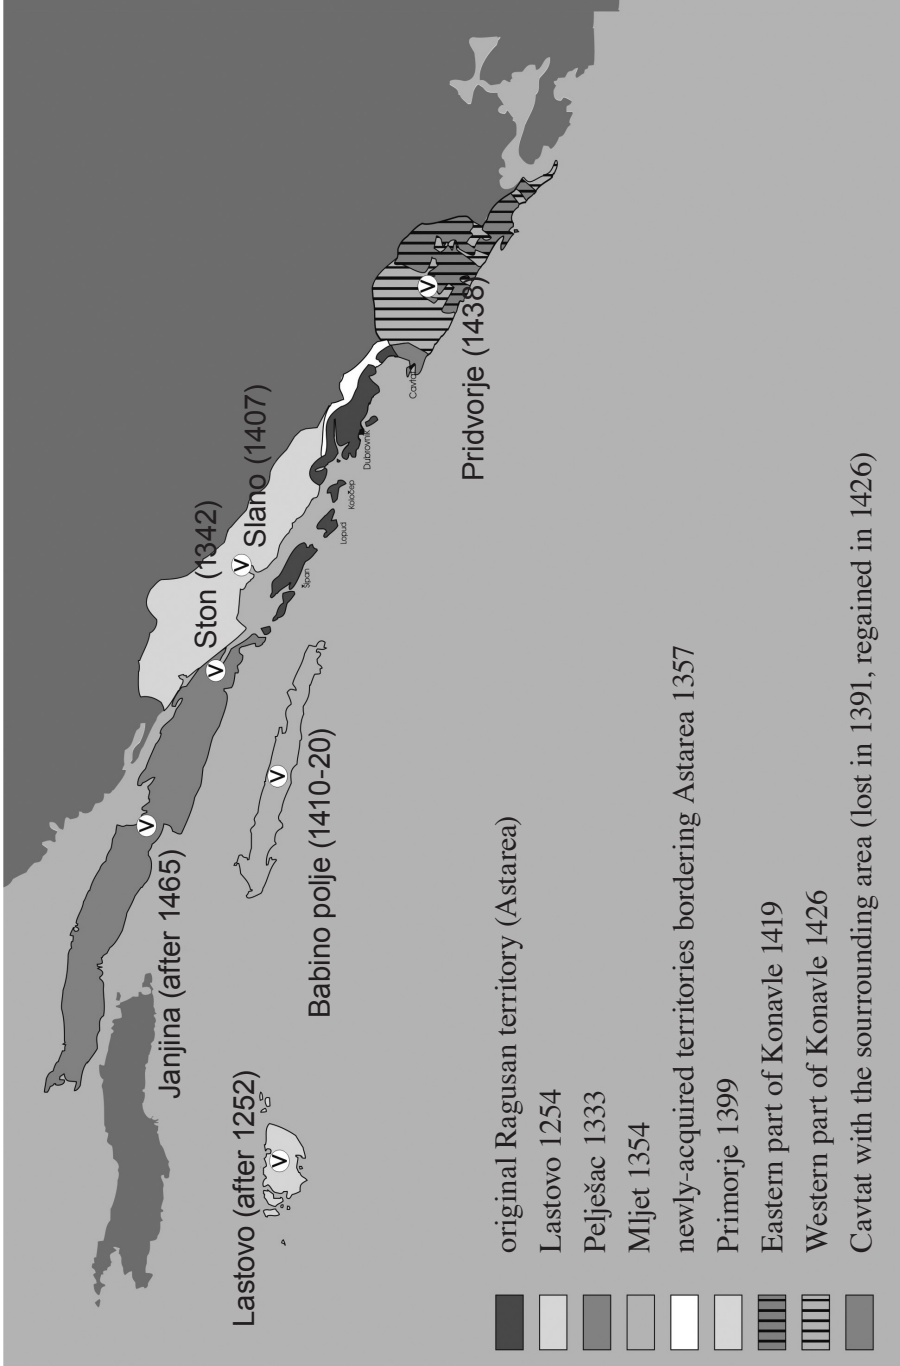 Lastovo (after 1252)
Janjina (after 1465)
Babino polje (1410-20)
Ston (1342)
Slano (1407)
Pridvorje (1438)
V
V
V
V
V
V
Šipan
Lopud
Koločep
Dubrovnik
Cavtat
original Ragusan territory (Astarea)
Lastovo 1254
Pelješac 1333
Mljet 1354
newly-acquired territories bordering Astarea 1357
Primorje 1399
Eastern part of Konavle 1419
Western part of Konavle 1426
Cavtat with the sourrounding area (lost in 1391, regained in 1426)